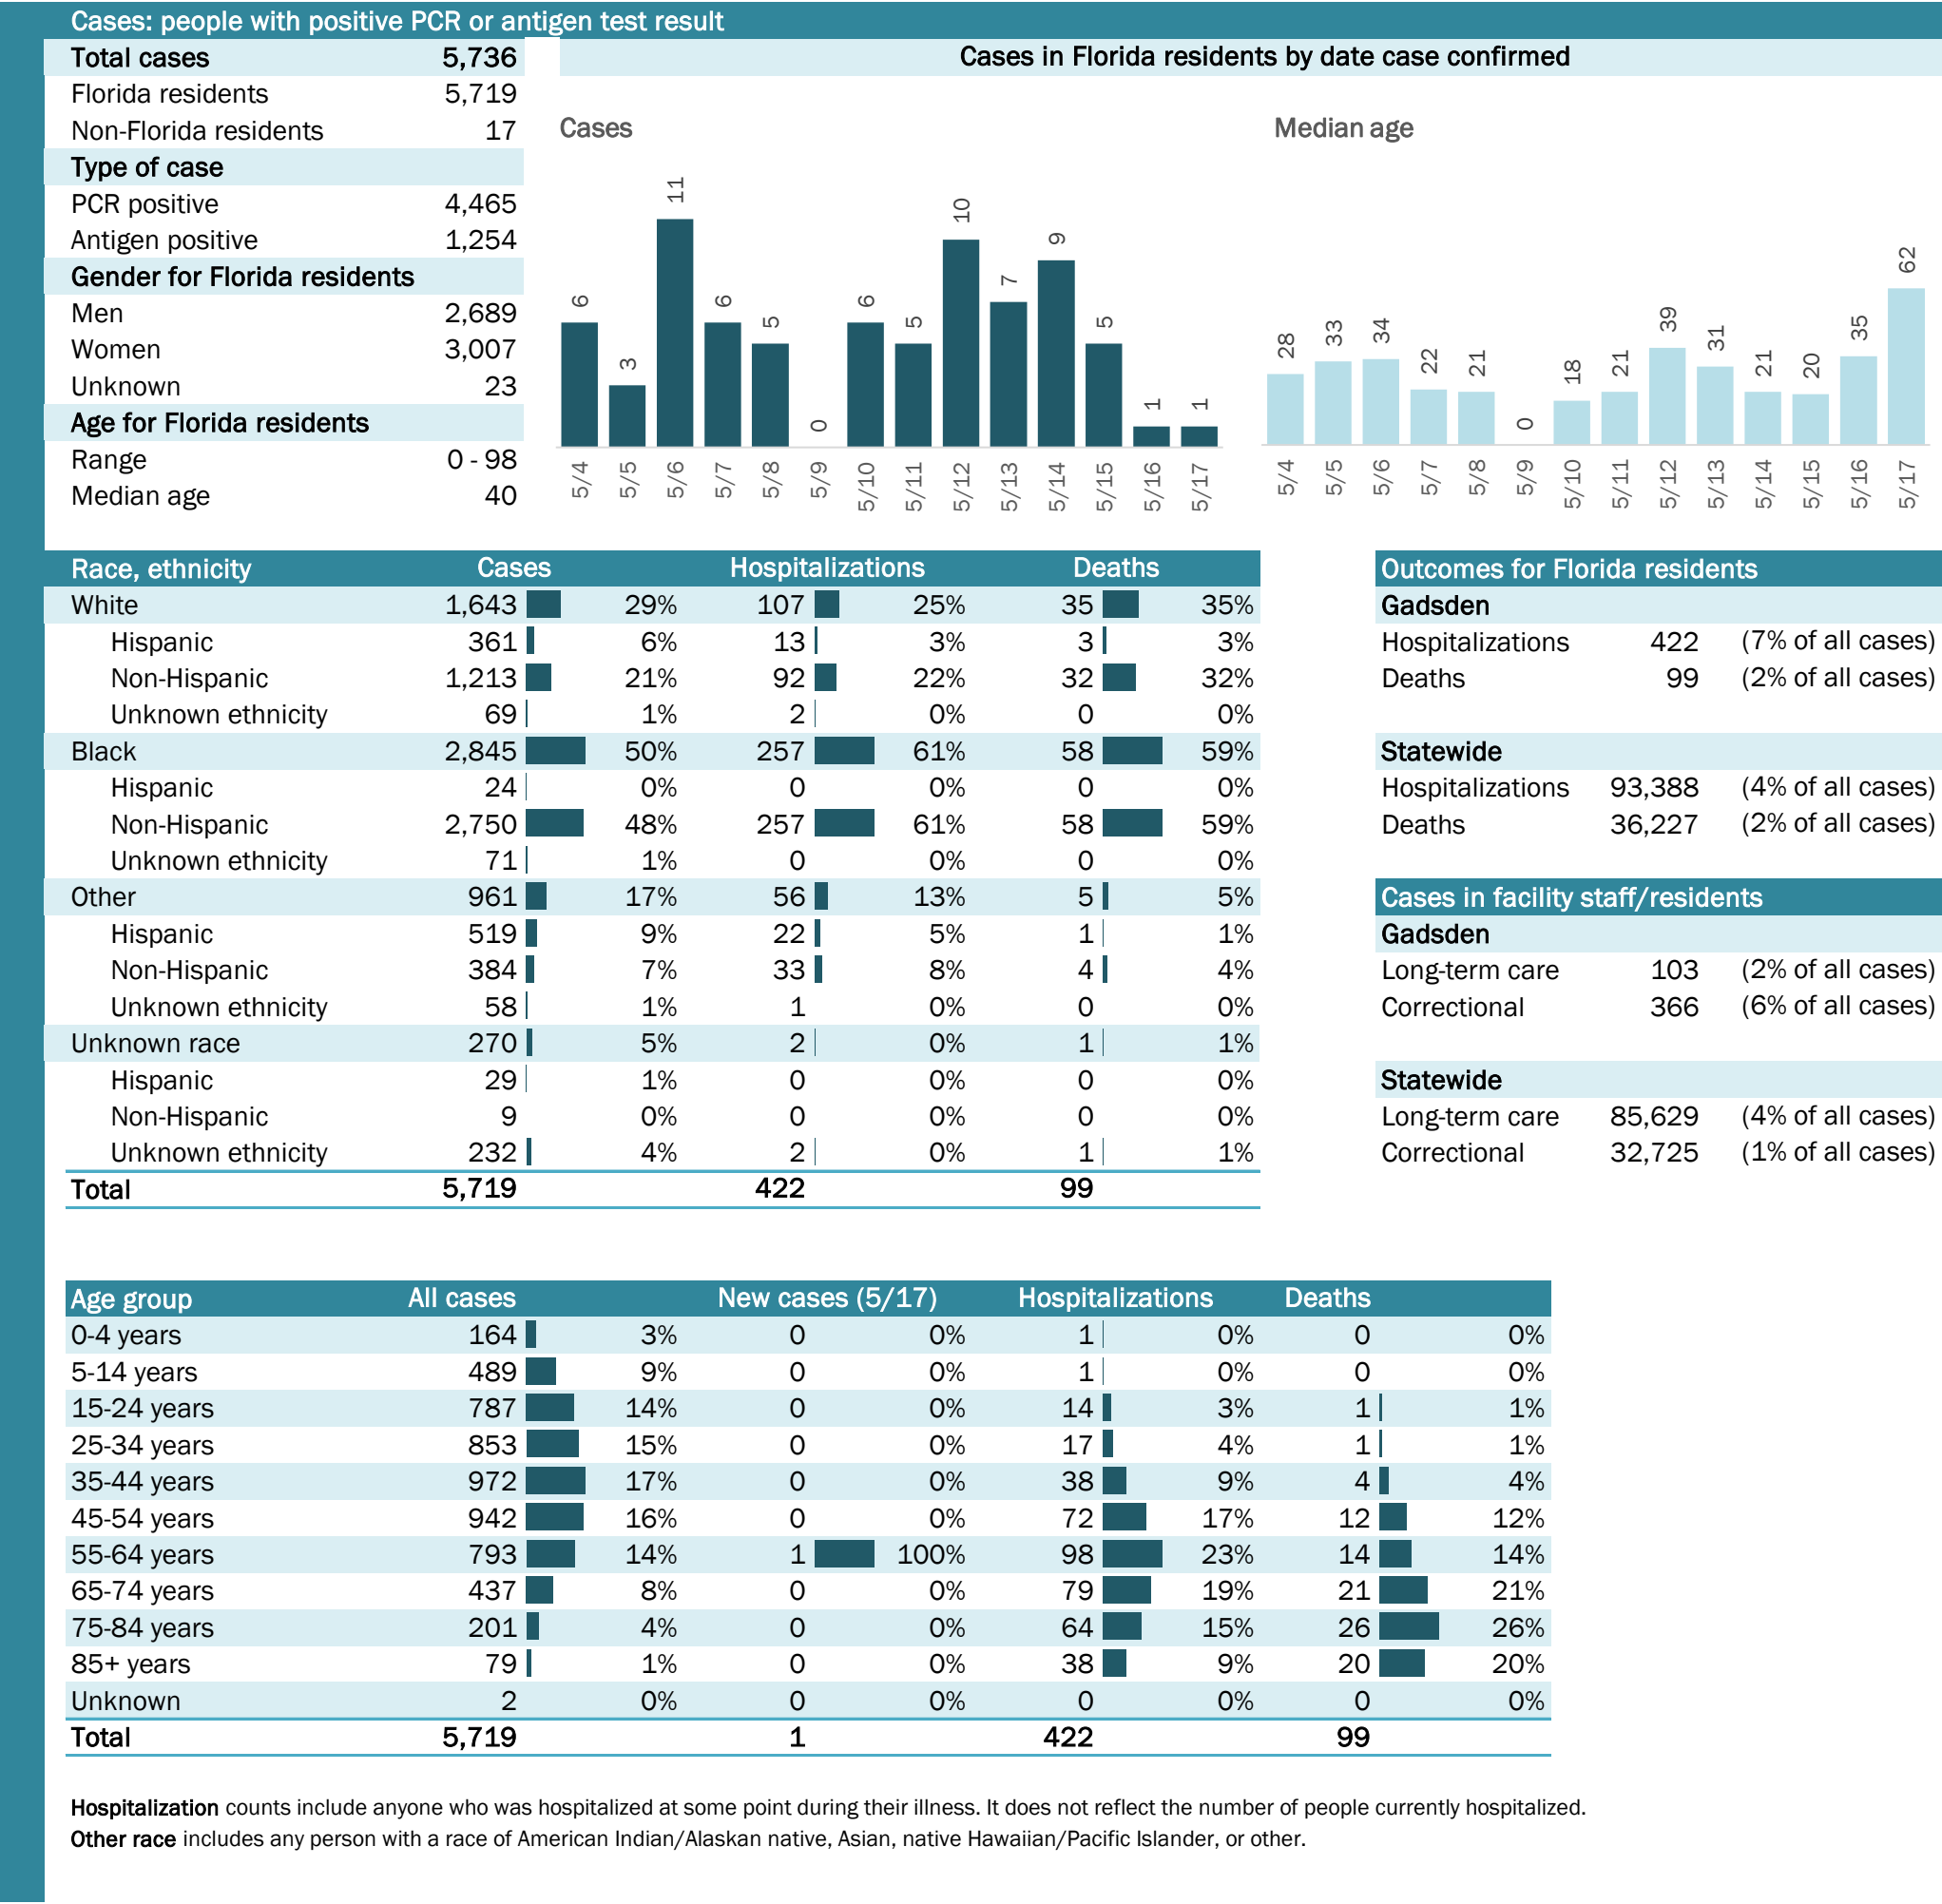 Cases: people with positive PCR or antigen test result
Total cases 5,736
Florida residents 5,719
Non-Florida residents 17
Type of case
PCR positive 4,465
Antigen positive 1,254
Gender for Florida residents
Men 2,689
Women 3,007
Unknown 23
Age for Florida residents
Range 0 - 98
Median age 40
Cases in Florida residents by date case confirmed
Cases
6 3 11 6 5 0 6 5 10 7 9 5 1 1
5/4 5/5 5/6 5/7 5/8 5/9 5/10 5/11 5/12 5/13 5/14 5/15 5/16 5/17
Median age
28 33 34 22 21 0 18 21 39 31 21 20 35 62
5/4 5/5 5/6 5/7 5/8 5/9 5/10 5/11 5/12 5/13 5/14 5/15 5/16 5/17
Race, ethnicity Cases Hospitalizations Deaths
White 1,643 29% 107 25% 35 35%
Hispanic 361 6% 13 3% 3 3%
Non-Hispanic 1,213 21% 92 22% 32 32%
Unknown ethnicity 69 1% 2 0% 0 0%
Black 2,845 50% 257 61% 58 59%
Hispanic 24 0% 0 0% 0 0%
Non-Hispanic 2,750 48% 257 61% 58 59%
Unknown ethnicity 71 1% 0 0% 0 0%
Other 961 17% 56 13% 5 5%
Hispanic 519 9% 22 5% 1 1%
Non-Hispanic 384 7% 33 8% 4 4%
Unknown ethnicity 58 1% 1 0% 0 0%
Unknown race 270 5% 2 0% 1 1%
Hispanic 29 1% 0 0% 0 0%
Non-Hispanic 9 0% 0 0% 0 0%
Unknown ethnicity 232 4% 2 0% 1 1%
Total 5,719 422 99
Outcomes for Florida residents
Gadsden
Hospitalizations 422 (7% of all cases)
Deaths 99 (2% of all cases)
Statewide
Hospitalizations 93,388 (4% of all cases)
Deaths 36,227 (2% of all cases)
Cases in facility staff/residents
Gadsden
Long-term care 103 (2% of all cases)
Correctional 366 (6% of all cases)
Statewide
Long-term care 85,629 (4% of all cases)
Correctional 32,725 (1% of all cases)
Age group All cases New cases (5/17) Hospitalizations Deaths
0-4 years 164 3% 0 0% 1 0% 0 0%
5-14 years 489 9% 0 0% 1 0% 0 0%
15-24 years 787 14% 0 0% 14 3% 1 1%
25-34 years 853 15% 0 0% 17 4% 1 1%
35-44 years 972 17% 0 0% 38 9% 4 4%
45-54 years 942 16% 0 0% 72 17% 12 12%
55-64 years 793 14% 1 100% 98 23% 14 14%
65-74 years 437 8% 0 0% 79 19% 21 21%
75-84 years 201 4% 0 0% 64 15% 26 26%
85+ years 79 1% 0 0% 38 9% 20 20%
Unknown 2 0% 0 0% 0 0% 0 0%
Total 5,719 1 422 99
Hospitalization counts include anyone who was hospitalized at some point during their illness. It does not reflect the number of people currently hospitalized.
Other race includes any person with a race of American Indian/Alaskan native, Asian, native Hawaiian/Pacific Islander, or other.